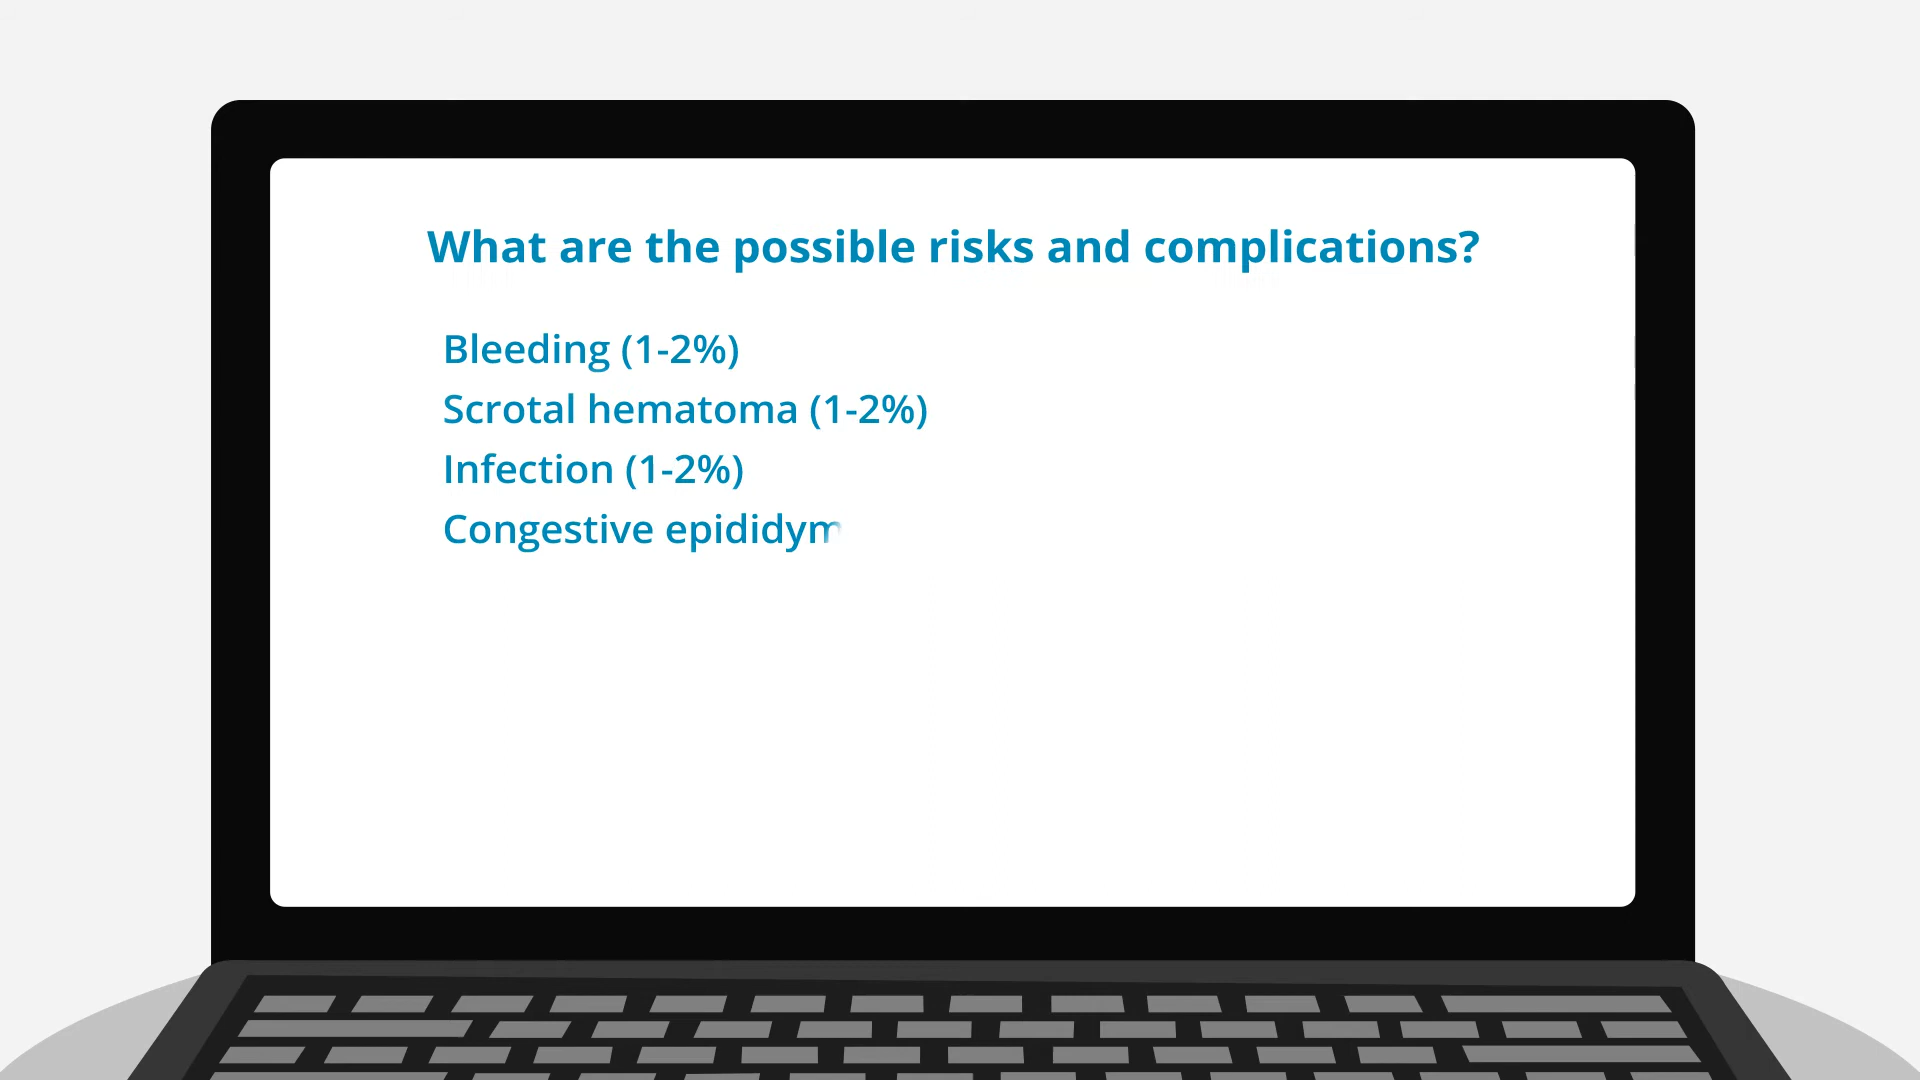 What are the possible risks and complications?
Bleeding (1-2%)
Scrotal hematoma (1-2%)
Infection (1-2%)
Congestive epididym